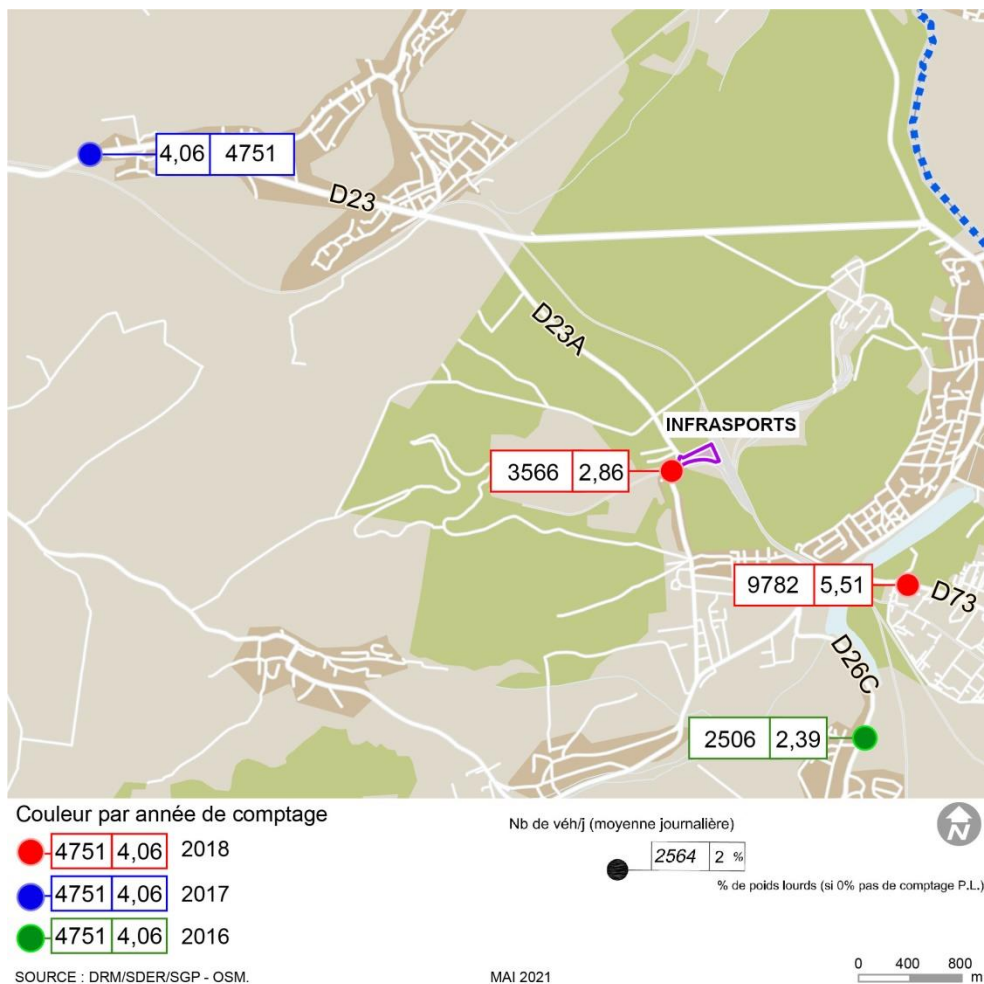 4,06 4751
D23
D23A
INFRASPORTS
3566 2,86
9782 5,51
D73
D26C
2506 2,39
Couleur par année de comptage
4751 4,06 2018
4751 4,06 2017
4751 4,06 2016
Nb de véh/j (moyenne journalière)
2564 2 %
% de poids lourds (si 0% pas de comptage P.L.)
N
SOURCE : DRM/SDER/SGP - OSM.
MAI 2021
0 400 800
m